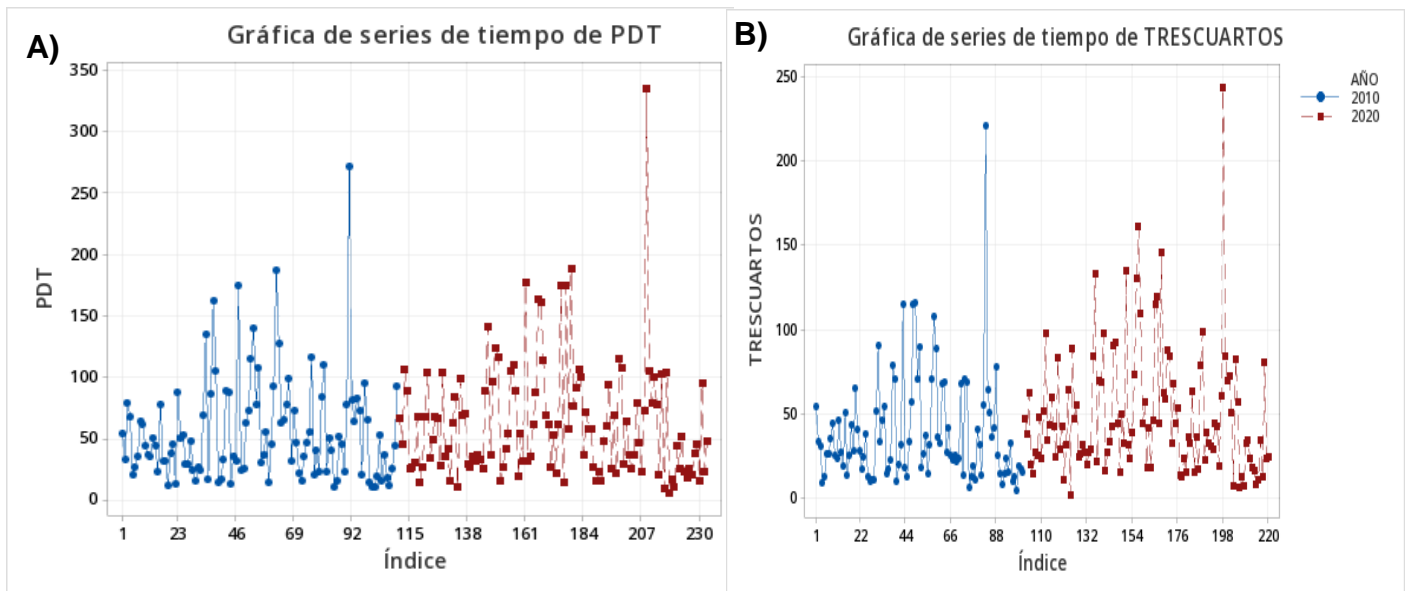 A)
Gráfica de series de tiempo de PDT
350
300
250
200
150
100
50
0
PDT
1 23 46 69 92 115 138 161 184 207 230
Índice
B)
Gráfica de series de tiempo de TRESCUARTOS
250
200
150
100
50
0
TRESCUARTOS
1 22 44 66 88 110 132 154 176 198 220
Índice
AÑO
2010
2020